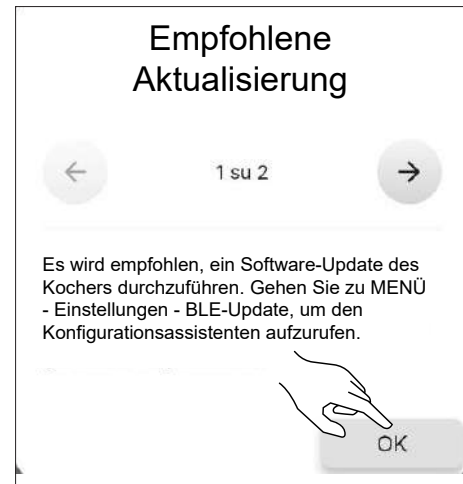 Empfohlene
Aktualisierung
1 su 2
Es wird empfohlen, ein Software-Update des
Kochers durchzuführen. Gehen Sie zu MENÜ
- Einstellungen - BLE-Update, um den
Konfigurationsassistenten aufzurufen.
OK